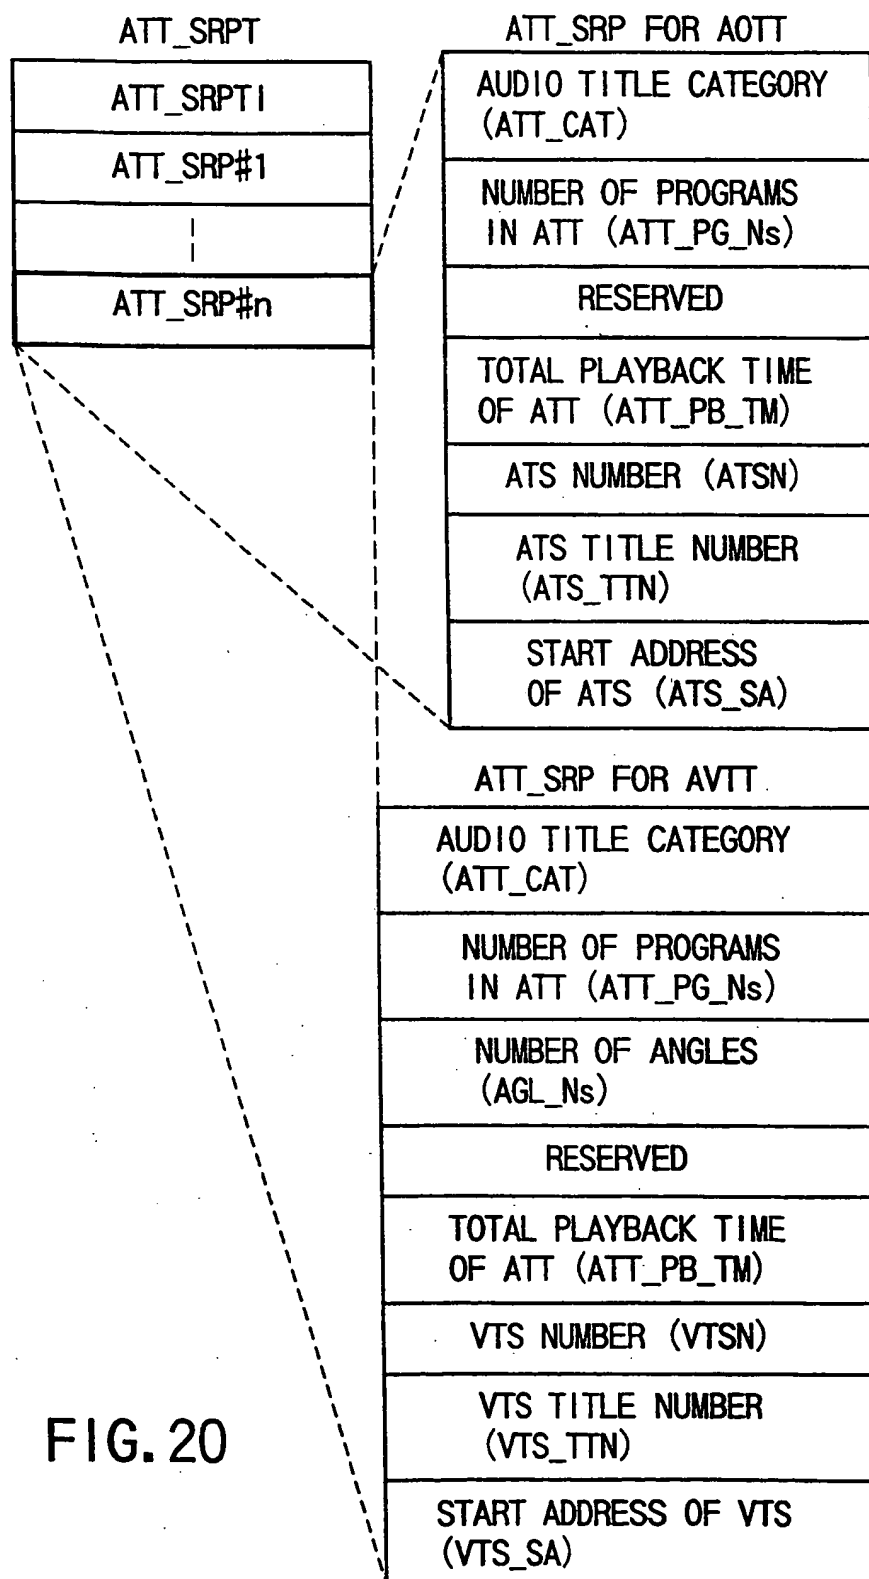 ATT_SRPT
ATT_SRPTI
ATT_SRP#1
ATT_SRP#n
ATT_SRP FOR AOTT
AUDIO TITLE CATEGORY
(ATT_CAT)
NUMBER OF PROGRAMS
IN ATT (ATT_PG_Ns)
RESERVED
TOTAL PLAYBACK TIME
OF ATT (ATT_PB_TM)
ATS NUMBER (ATSN)
ATS TITLE NUMBER
(ATS_TTN)
START ADDRESS
OF ATS (ATS_SA)
ATT_SRP FOR AVTT
AUDIO TITLE CATEGORY
(ATT_CAT)
NUMBER OF PROGRAMS
IN ATT (ATT_PG_Ns)
NUMBER OF ANGLES
(AGL_Ns)
RESERVED
TOTAL PLAYBACK TIME
OF ATT (ATT_PB_TM)
VTS NUMBER (VTSN)
VTS TITLE NUMBER
(VTS_TTN)
START ADDRESS OF VTS
(VTS_SA)
FIG. 20